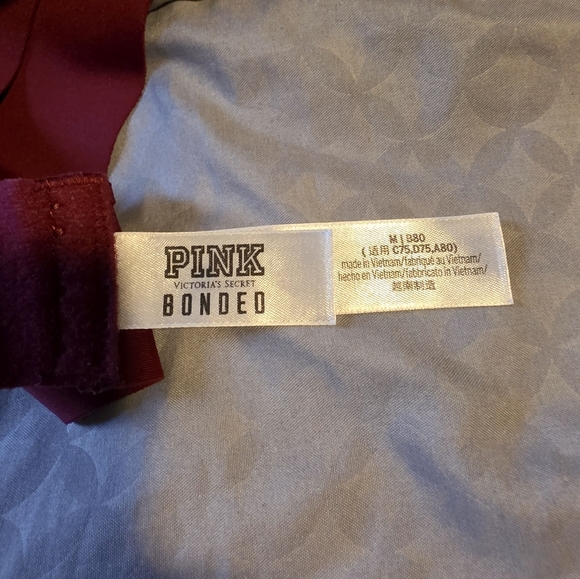 PINK
VICTORIA'S SECRET
BONDED
M | B80
(适用 C75,D75,A80)
made in Vietnam/fabriqué au Vietnam/
hecho en Vietnam/fabbricato in Vietnam/
越南制造